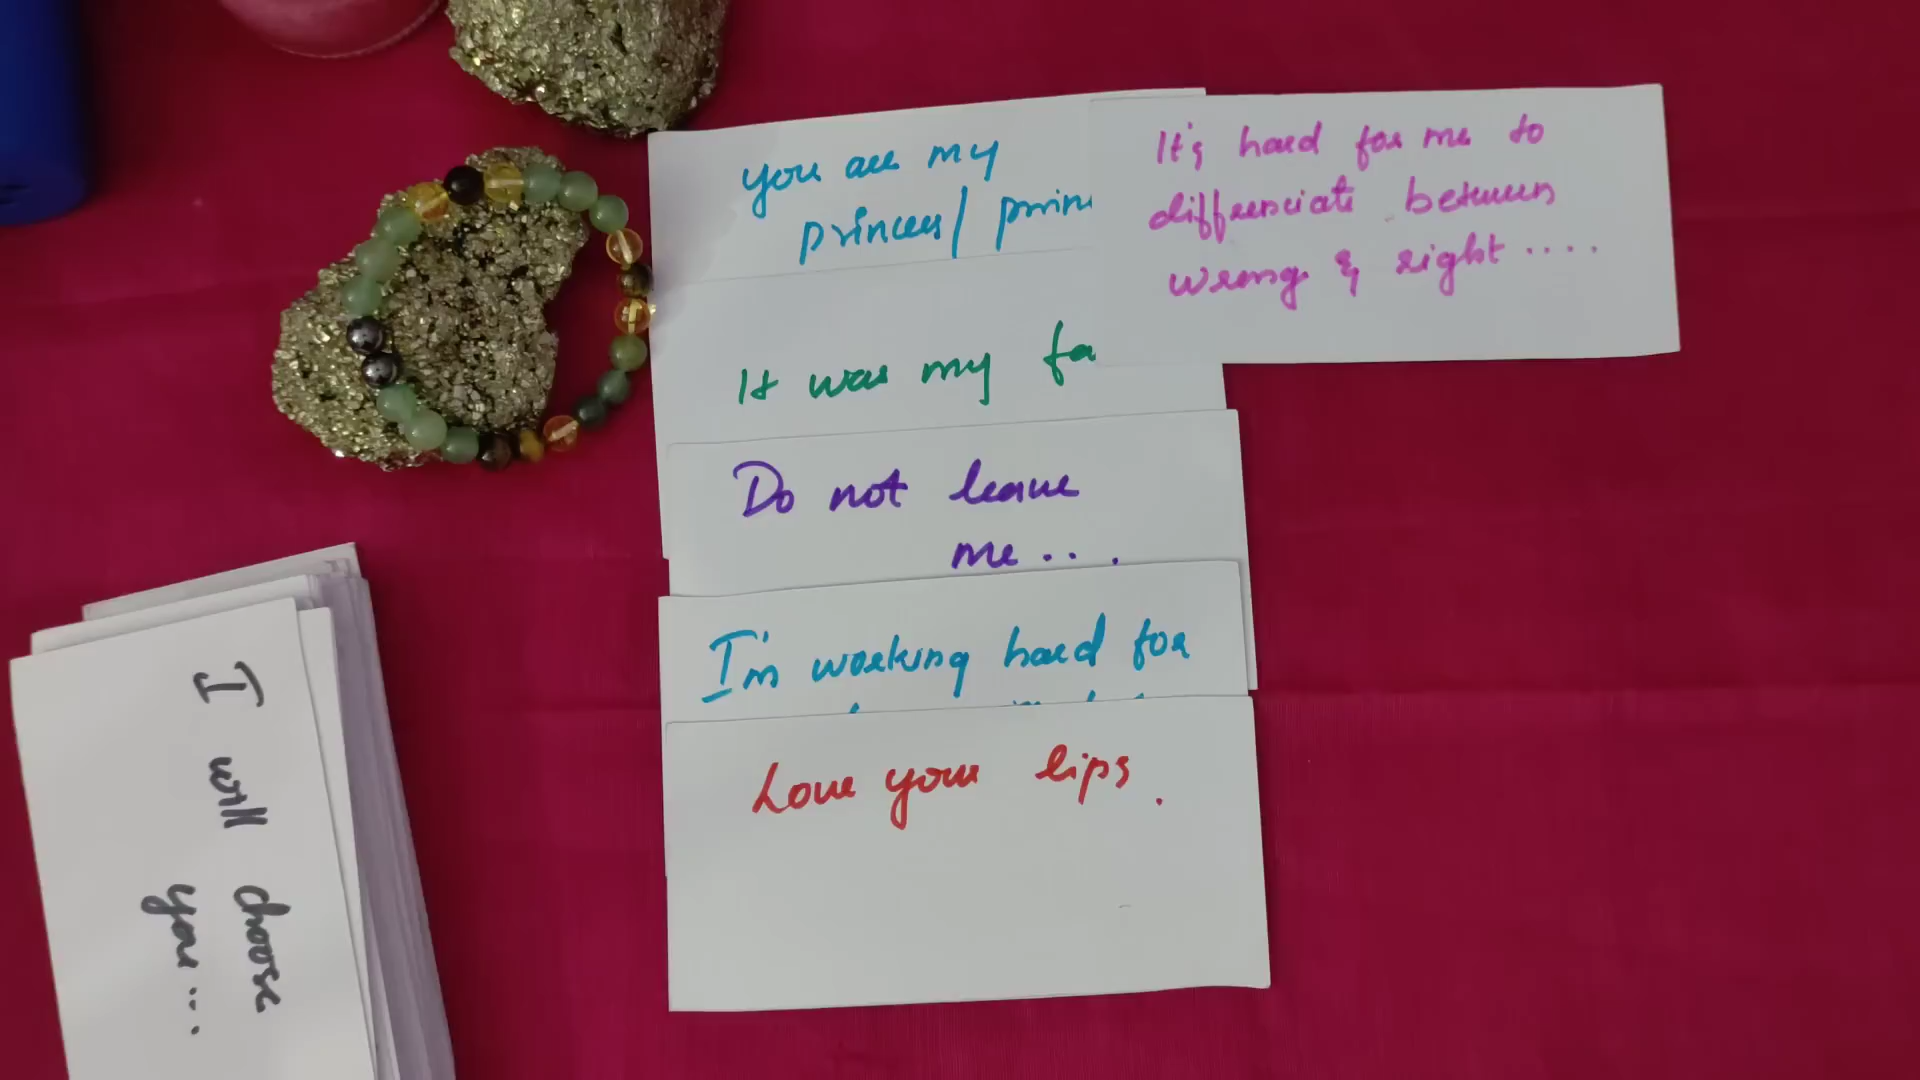 you are my
princess/
It's hard for me to
differenciate between
wrong & right ....
It was my
Do not leave
me ...
I'm working hard for
Love your lips.
I will choose
you ....